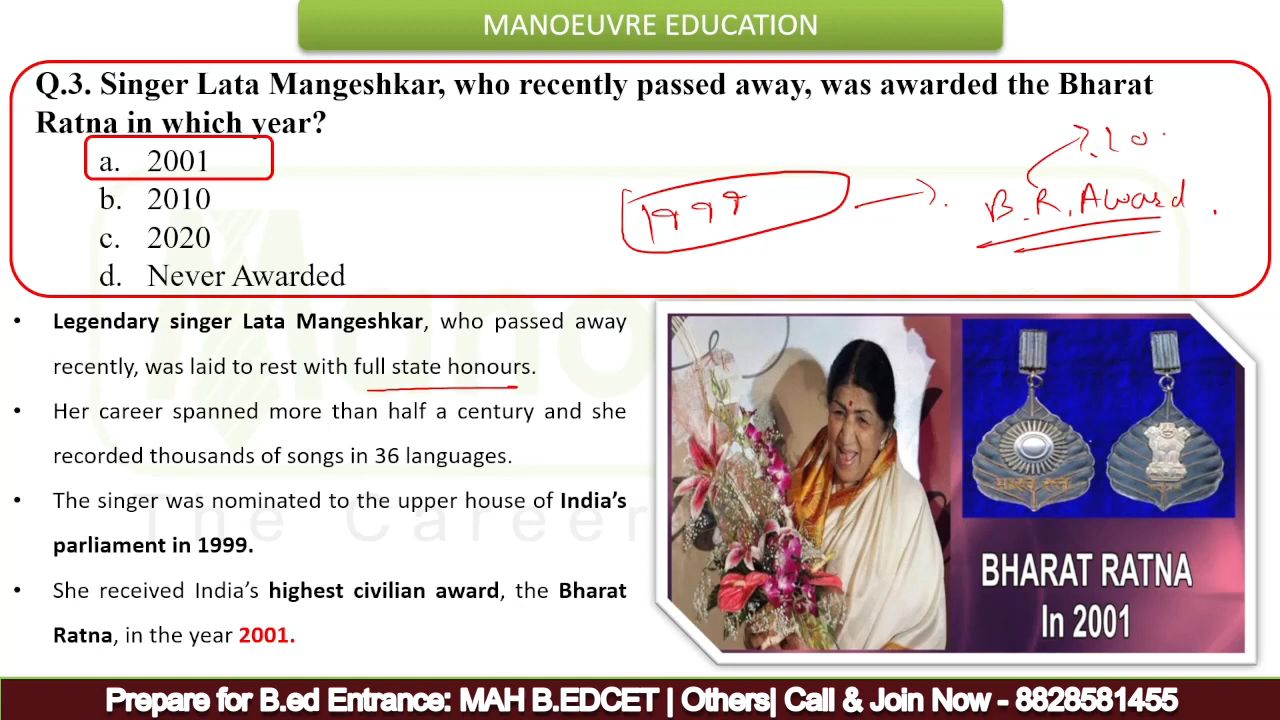 MANOEUVRE EDUCATION
Q.3. Singer Lata Mangeshkar, who recently passed away, was awarded the Bharat
Ratna in which year?
a. 2001
b. 2010
c. 2020
d. Never Awarded
1999
B.R. Award
• Legendary singer Lata Mangeshkar, who passed away
recently, was laid to rest with full state honours.
• Her career spanned more than half a century and she
recorded thousands of songs in 36 languages.
• The singer was nominated to the upper house of India’s
parliament in 1999.
• She received India’s highest civilian award, the Bharat
Ratna, in the year 2001.
भारत रत्न
BHARAT RATNA
In 2001
The Career
Prepare for B.ed Entrance: MAH B.EDCET | Others| Call & Join Now - 8828581455